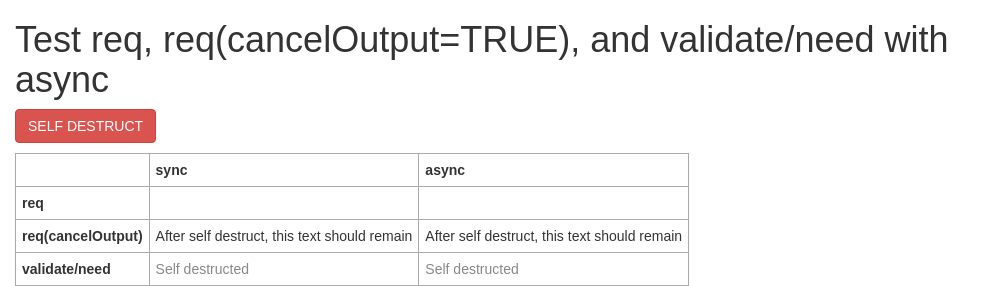 Test req, req(cancelOutput=TRUE), and validate/need with
async
SELF DESTRUCT
sync async
req
req(cancelOutput) After self destruct, this text should remain After self destruct, this text should remain
validate/need Self destructed Self destructed